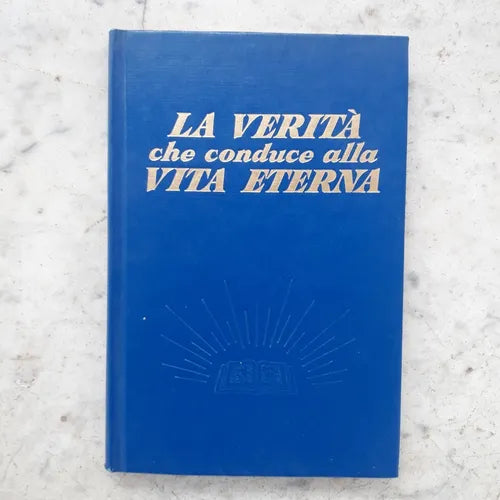 LA VERITÀ
che conduce alla
VITA ETERNA